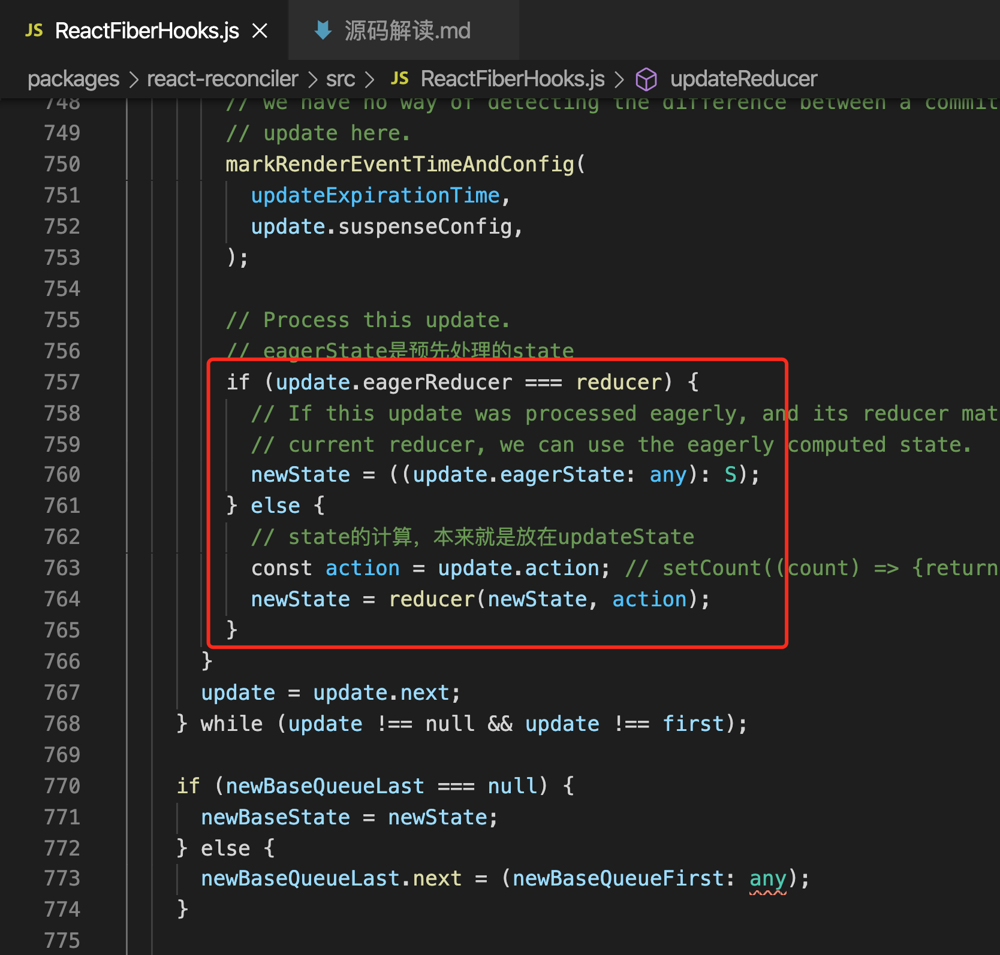 JS ReactFiberHooks.js × 源码解读.md
packages > react-reconciler > src > JS ReactFiberHooks.js > updateReducer
748 // we have no way of detecting the difference between a commit
749 // update here.
750 markRenderEventTimeAndConfig(
751 updateExpirationTime,
752 update.suspenseConfig,
753 );
754
755 // Process this update.
756 // eagerState是预先处理的state
757 if (update.eagerReducer === reducer) {
758 // If this update was processed eagerly, and its reducer mat
759 // current reducer, we can use the eagerly computed state.
760 newState = ((update.eagerState: any): S);
761 } else {
762 // state的计算，本来就是放在updateState
763 const action = update.action; // setCount((count) => {return
764 newState = reducer(newState, action);
765 }
766 }
767 update = update.next;
768 } while (update !== null && update !== first);
769
770 if (newBaseQueueLast === null) {
771 newBaseState = newState;
772 } else {
773 newBaseQueueLast.next = (newBaseQueueFirst: any);
774 }
775